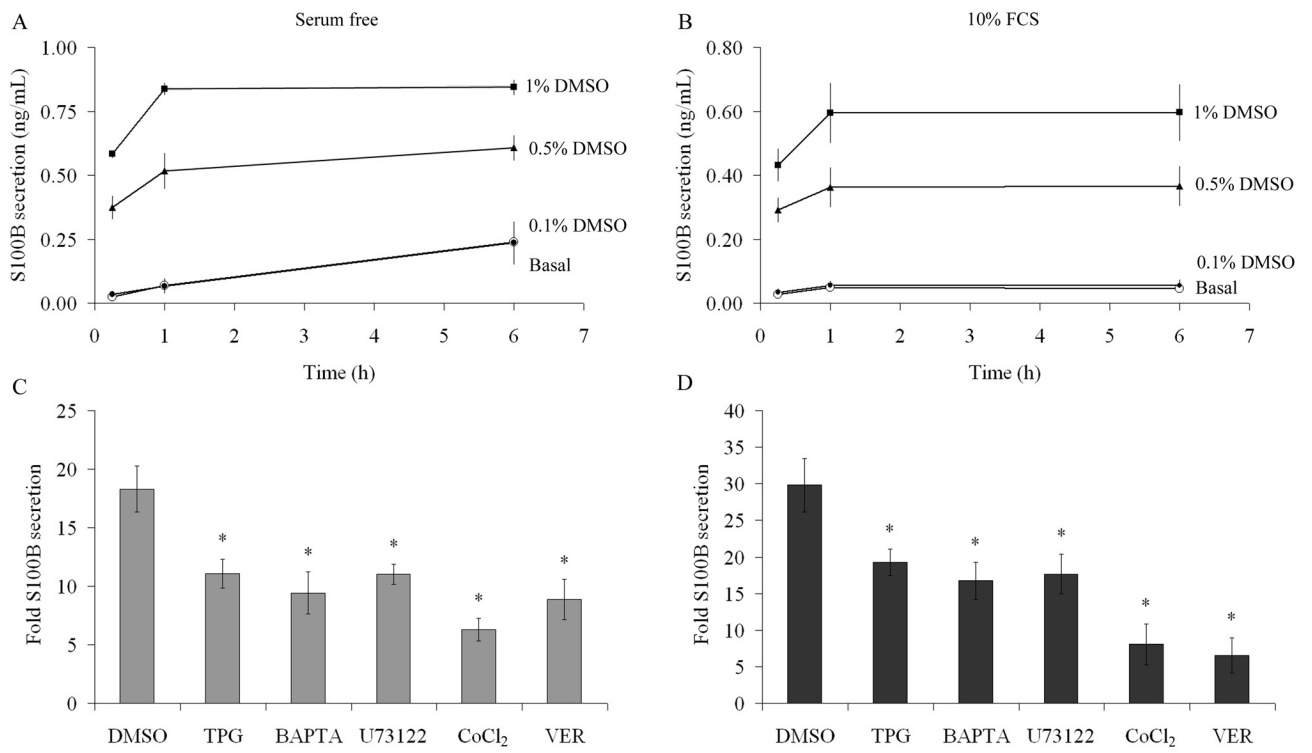 A
Serum free
1.00
0.75
0.50
0.25
0.00
S100B secretion (ng/mL)
1% DMSO
0.5% DMSO
0.1% DMSO
Basal
0 1 2 3 4 5 6 7
Time (h)
B
10% FCS
0.80
0.60
0.40
0.20
0.00
S100B secretion (ng/mL)
1% DMSO
0.5% DMSO
0.1% DMSO
Basal
0 1 2 3 4 5 6 7
Time (h)
C
25
20
15
10
5
0
Fold S100B secretion
* * * * *
DMSO TPG BAPTA U73122 CoCl₂ VER
D
40
35
30
25
20
15
10
5
0
Fold S100B secretion
* * * * *
DMSO TPG BAPTA U73122 CoCl₂ VER